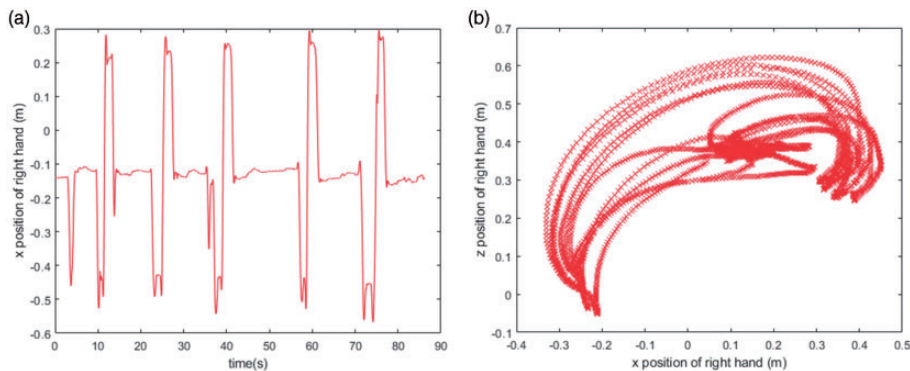 (a)
0.3
0.2
0.1
0
-0.1
-0.2
-0.3
-0.4
-0.5
-0.6
x position of right hand (m)
0 10 20 30 40 50 60 70 80 90
time(s)
(b)
0.7
0.6
0.5
0.4
0.3
0.2
0.1
0
-0.1
z position of right hand (m)
-0.4 -0.3 -0.2 -0.1 0 0.1 0.2 0.3 0.4 0.5
x position of right hand (m)